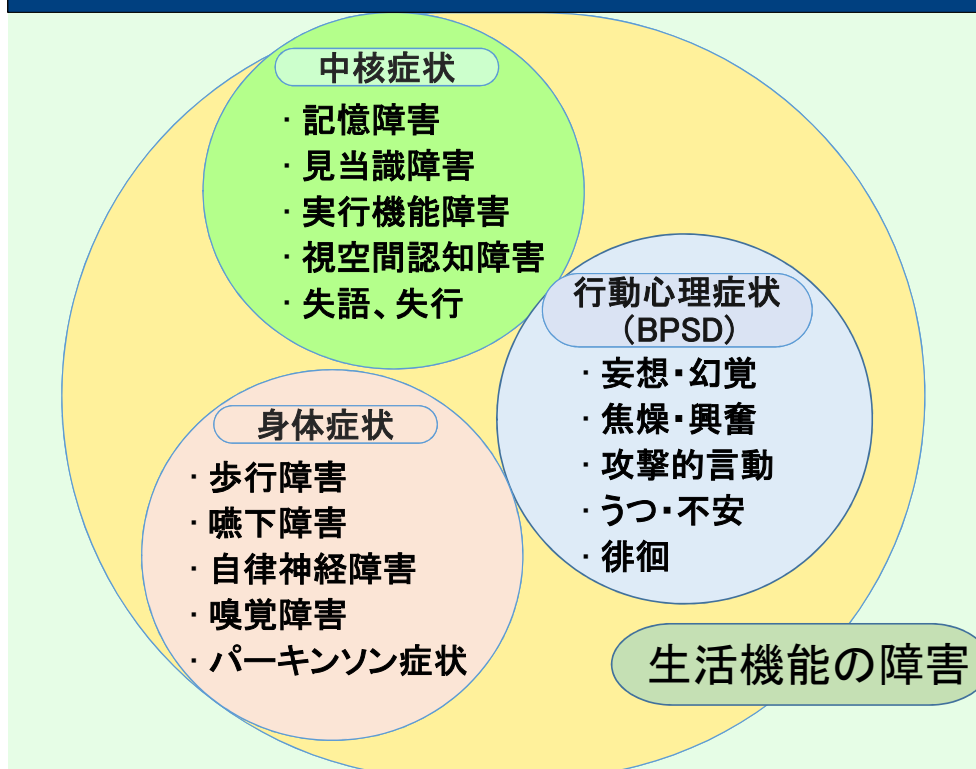 中核症状
・記憶障害
・見当識障害
・実行機能障害
・視空間認知障害
・失語、失行
行動心理症状
(BPSD)
・妄想・幻覚
・焦燥・興奮
・攻撃的言動
・うつ・不安
・徘徊
身体症状
・歩行障害
・嚥下障害
・自律神経障害
・嗅覚障害
・パーキンソン症状
生活機能の障害